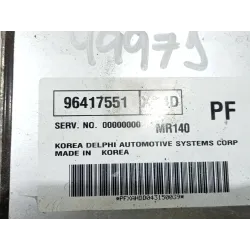 49975
96417551
SERV. NO. 00000000 MR140
PF
KOREA DELPHI AUTOMOTIVE SYSTEMS CORP
MADE IN KOREA